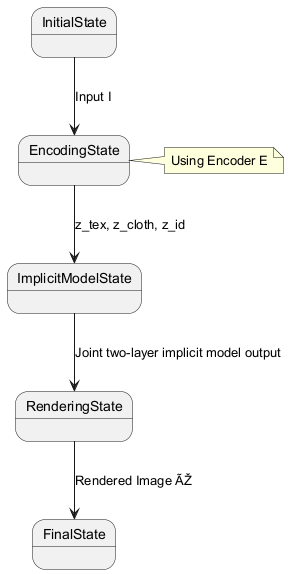 InitialState
Input I
EncodingState
Using Encoder E
z_tex, z_cloth, z_id
ImplicitModelState
Joint two-layer implicit model output
RenderingState
Rendered Image ÃŽ
FinalState